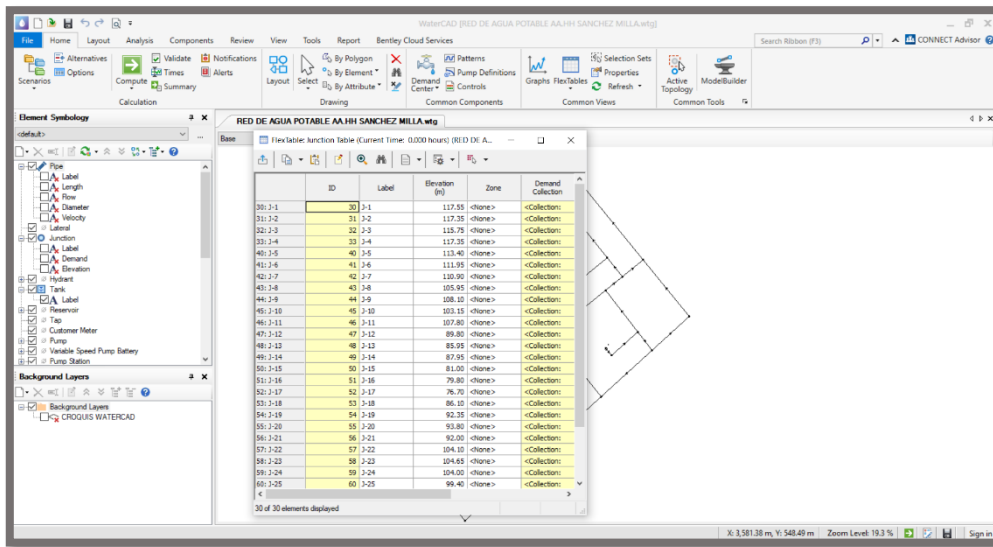 WaterCAD [RED DE AGUA POTABLE AA.HH SANCHEZ MILLA.wtg]
File Home Layout Analysis Components Review View Tools Report Bentley Cloud Services
Search Ribbon (F3) CONNECT Advisor
Scenarios
Alternatives
Options
Compute
Validate
Times
Summary
Notifications
Alerts
Calculation
Layout
Select
By Polygon
By Element
By Attribute
Drawing
Demand Center
Patterns
Pump Definitions
Controls
Common Components
Graphs
FlexTables
Selection Sets
Properties
Refresh
Common Views
Active Topology
ModelBuilder
Common Tools
Element Symbology
<default>
Pipe
Label
Length
Flow
Diameter
Velocity
Lateral
Junction
Label
Demand
Elevation
Hydrant
Tank
Label
Reservoir
Tap
Customer Meter
Pump
Variable Speed Pump Battery
Pump Station
Background Layers
Background Layers
CROQUIS WATERCAD
RED DE AGUA POTABLE AA.HH SANCHEZ MILLA.wtg
Base
FlexTable: Junction Table (Current Time: 0.000 hours) (RED DE A...
ID Label Elevation (m) Zone Demand Collection
30: J-1 30 J-1 117.55 <None> <Collection:
31: J-2 31 J-2 117.35 <None> <Collection:
32: J-3 32 J-3 115.75 <None> <Collection:
33: J-4 33 J-4 117.35 <None> <Collection:
40: J-5 40 J-5 113.40 <None> <Collection:
41: J-6 41 J-6 111.95 <None> <Collection:
42: J-7 42 J-7 110.90 <None> <Collection:
43: J-8 43 J-8 105.95 <None> <Collection:
44: J-9 44 J-9 108.10 <None> <Collection:
45: J-10 45 J-10 103.15 <None> <Collection:
46: J-11 46 J-11 107.80 <None> <Collection:
47: J-12 47 J-12 89.80 <None> <Collection:
48: J-13 48 J-13 85.95 <None> <Collection:
49: J-14 49 J-14 87.95 <None> <Collection:
50: J-15 50 J-15 81.00 <None> <Collection:
51: J-16 51 J-16 79.80 <None> <Collection:
52: J-17 52 J-17 76.70 <None> <Collection:
53: J-18 53 J-18 86.10 <None> <Collection:
54: J-19 54 J-19 92.35 <None> <Collection:
55: J-20 55 J-20 93.80 <None> <Collection:
56: J-21 56 J-21 92.00 <None> <Collection:
57: J-22 57 J-22 104.10 <None> <Collection:
58: J-23 58 J-23 104.65 <None> <Collection:
59: J-24 59 J-24 104.00 <None> <Collection:
60: J-25 60 J-25 99.40 <None> <Collection:
30 of 30 elements displayed
X: 3,581.38 m, Y: 548.49 m Zoom Level: 19.3 % Sign in